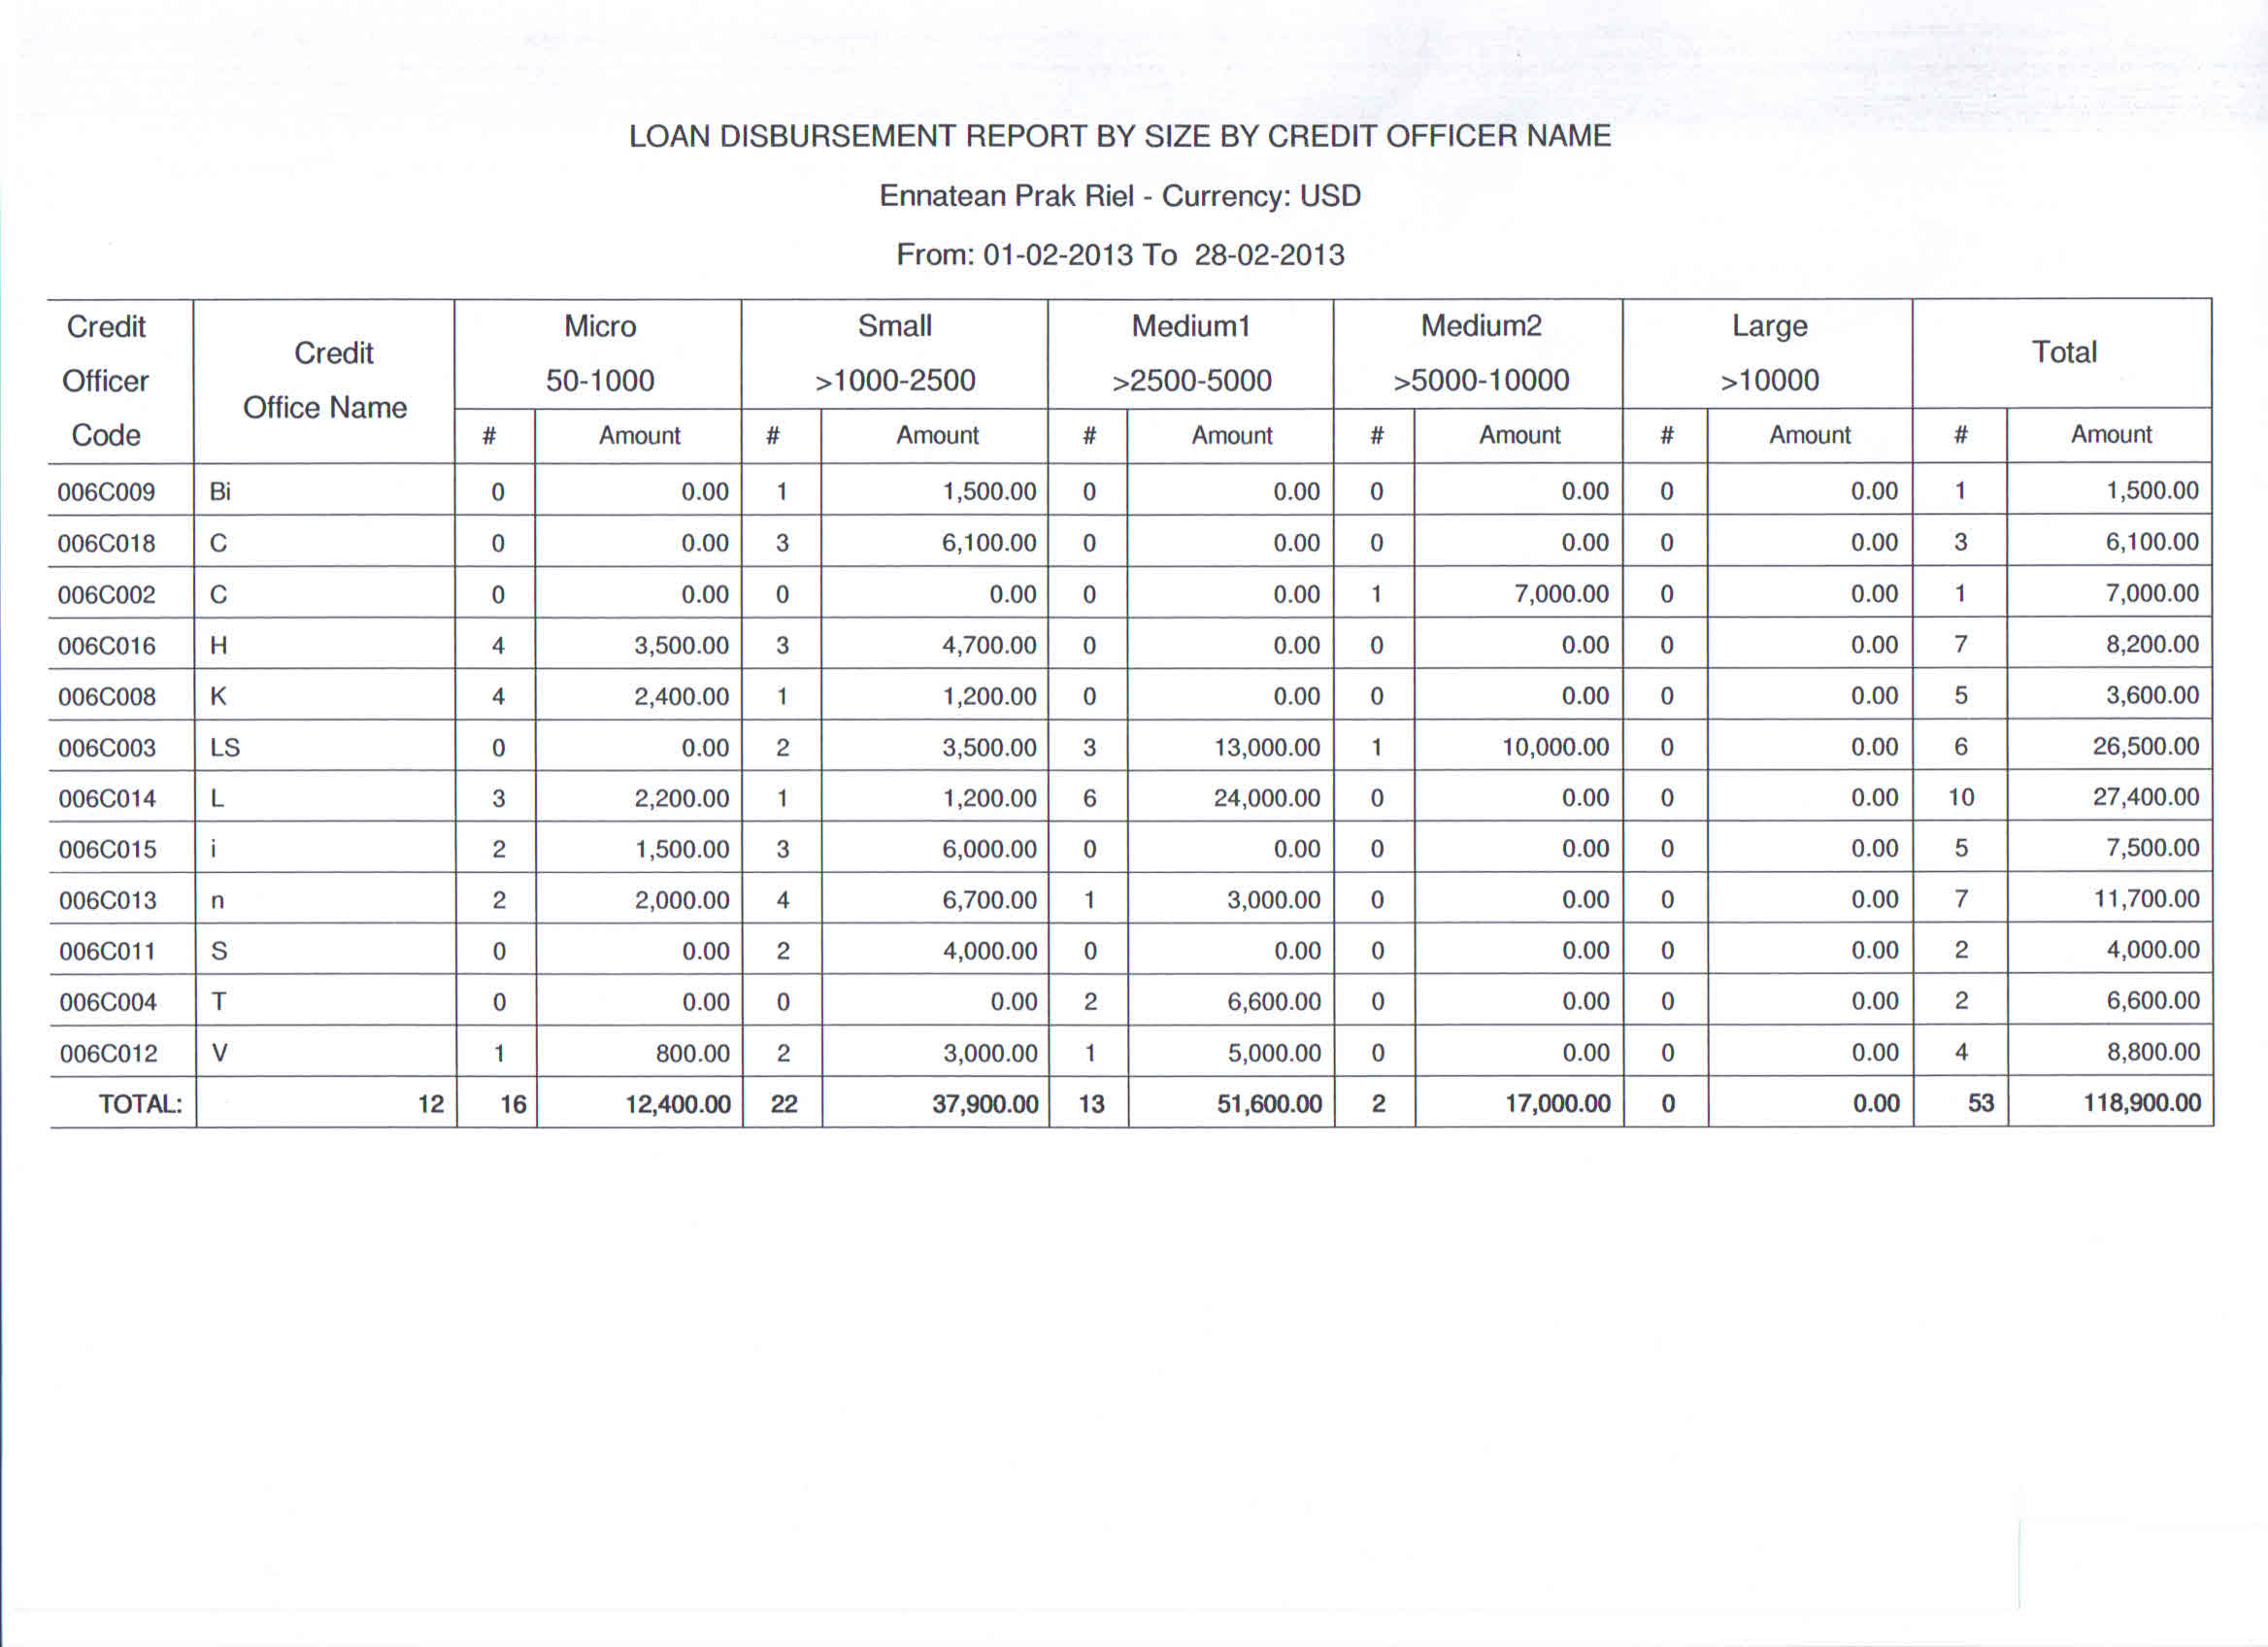 LOAN DISBURSEMENT REPORT BY SIZE BY CREDIT OFFICER NAME
Ennatean Prak Riel - Currency: USD
From: 01-02-2013 To 28-02-2013
Credit Officer Code Credit Office Name Micro 50-1000 Small >1000-2500 Medium1 >2500-5000 Medium2 >5000-10000 Large >10000 Total
# Amount # Amount # Amount # Amount # Amount # Amount
006C009 Bi 0 0.00 1 1,500.00 0 0.00 0 0.00 0 0.00 1 1,500.00
006C018 C 0 0.00 3 6,100.00 0 0.00 0 0.00 0 0.00 3 6,100.00
006C002 C 0 0.00 0 0.00 0 0.00 1 7,000.00 0 0.00 1 7,000.00
006C016 H 4 3,500.00 3 4,700.00 0 0.00 0 0.00 0 0.00 7 8,200.00
006C008 K 4 2,400.00 1 1,200.00 0 0.00 0 0.00 0 0.00 5 3,600.00
006C003 LS 0 0.00 2 3,500.00 3 13,000.00 1 10,000.00 0 0.00 6 26,500.00
006C014 L 3 2,200.00 1 1,200.00 6 24,000.00 0 0.00 0 0.00 10 27,400.00
006C015 i 2 1,500.00 3 6,000.00 0 0.00 0 0.00 0 0.00 5 7,500.00
006C013 n 2 2,000.00 4 6,700.00 1 3,000.00 0 0.00 0 0.00 7 11,700.00
006C011 S 0 0.00 2 4,000.00 0 0.00 0 0.00 0 0.00 2 4,000.00
006C004 T 0 0.00 0 0.00 2 6,600.00 0 0.00 0 0.00 2 6,600.00
006C012 V 1 800.00 2 3,000.00 1 5,000.00 0 0.00 0 0.00 4 8,800.00
TOTAL: 12 16 12,400.00 22 37,900.00 13 51,600.00 2 17,000.00 0 0.00 53 118,900.00